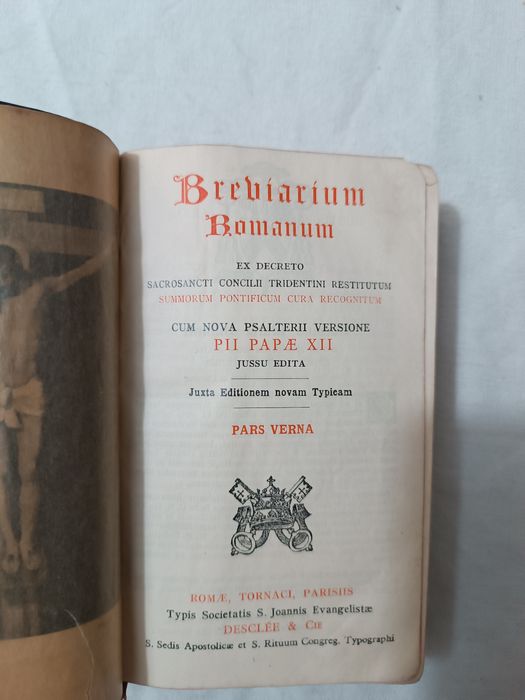 Breviarium
Romanum
EX DECRETO
SACROSANCTI CONCILII TRIDENTINI RESTITUTUM
SUMMORUM PONTIFICUM CURA RECOGNITUM
CUM NOVA PSALTERII VERSIONE
PII PAPÆ XII
JUSSU EDITA
Juxta Editionem novam Typicam
PARS VERNA
ROMÆ, TORNACI, PARISIIS
Typis Societatis S. Joannis Evangelistæ
DESCLÉE & Cie
S. Sedis Apostolicæ et S. Rituum Congreg. Typographi